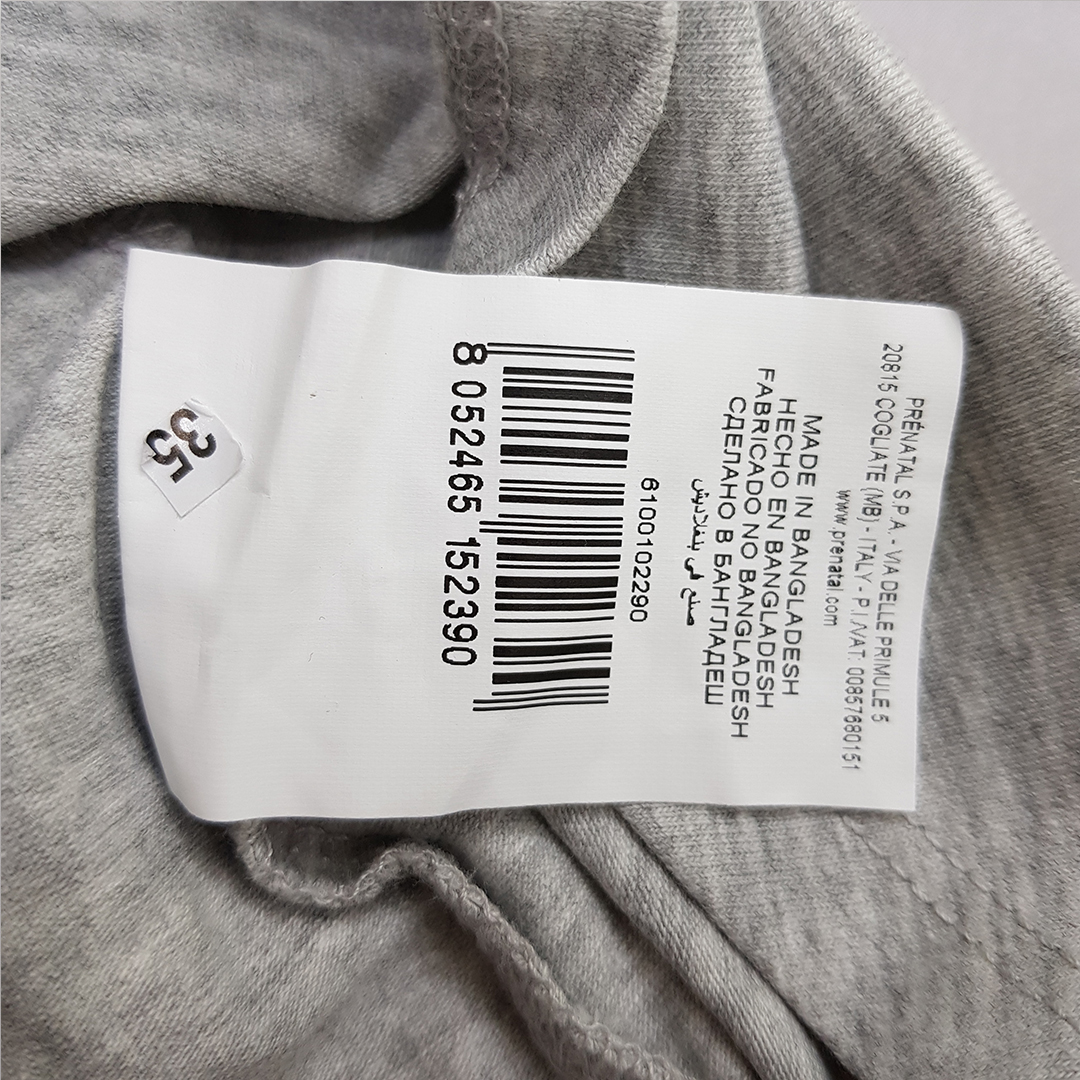 PRÉNATAL S.P.A. - VIA DELLE PRIMULE 5
20815 COGLIATE (MB) - ITALY - P.I./VAT: 00857680151
www.prenatal.com
MADE IN BANGLADESH
HECHO EN BANGLADESH
FABRICADO NO BANGLADESH
СДЕЛАНО В БАНГЛАДЕШ
صنع في بنغلاديش
6100102290
8 052465 152390
35